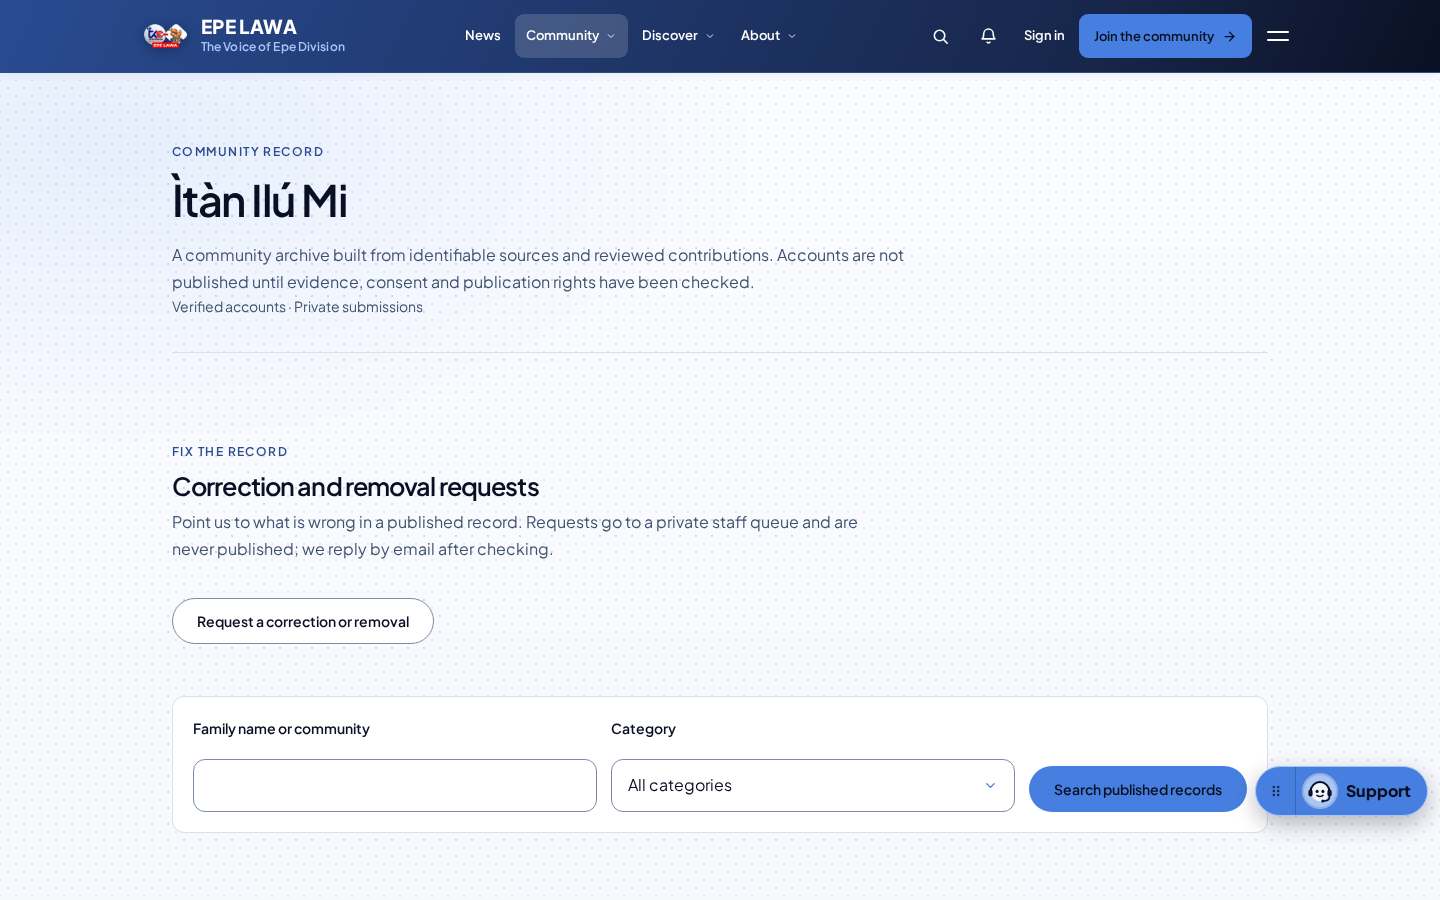 EPE LAWA
The Voice of Epe Division
News
Community
Discover
About
Sign in
Join the community
COMMUNITY RECORD
Ìtàn Ilú Mi
A community archive built from identifiable sources and reviewed contributions. Accounts are not
published until evidence, consent and publication rights have been checked.
Verified accounts · Private submissions
FIX THE RECORD
Correction and removal requests
Point us to what is wrong in a published record. Requests go to a private staff queue and are
never published; we reply by email after checking.
Request a correction or removal
Family name or community
Category
All categories
Search published records
Support